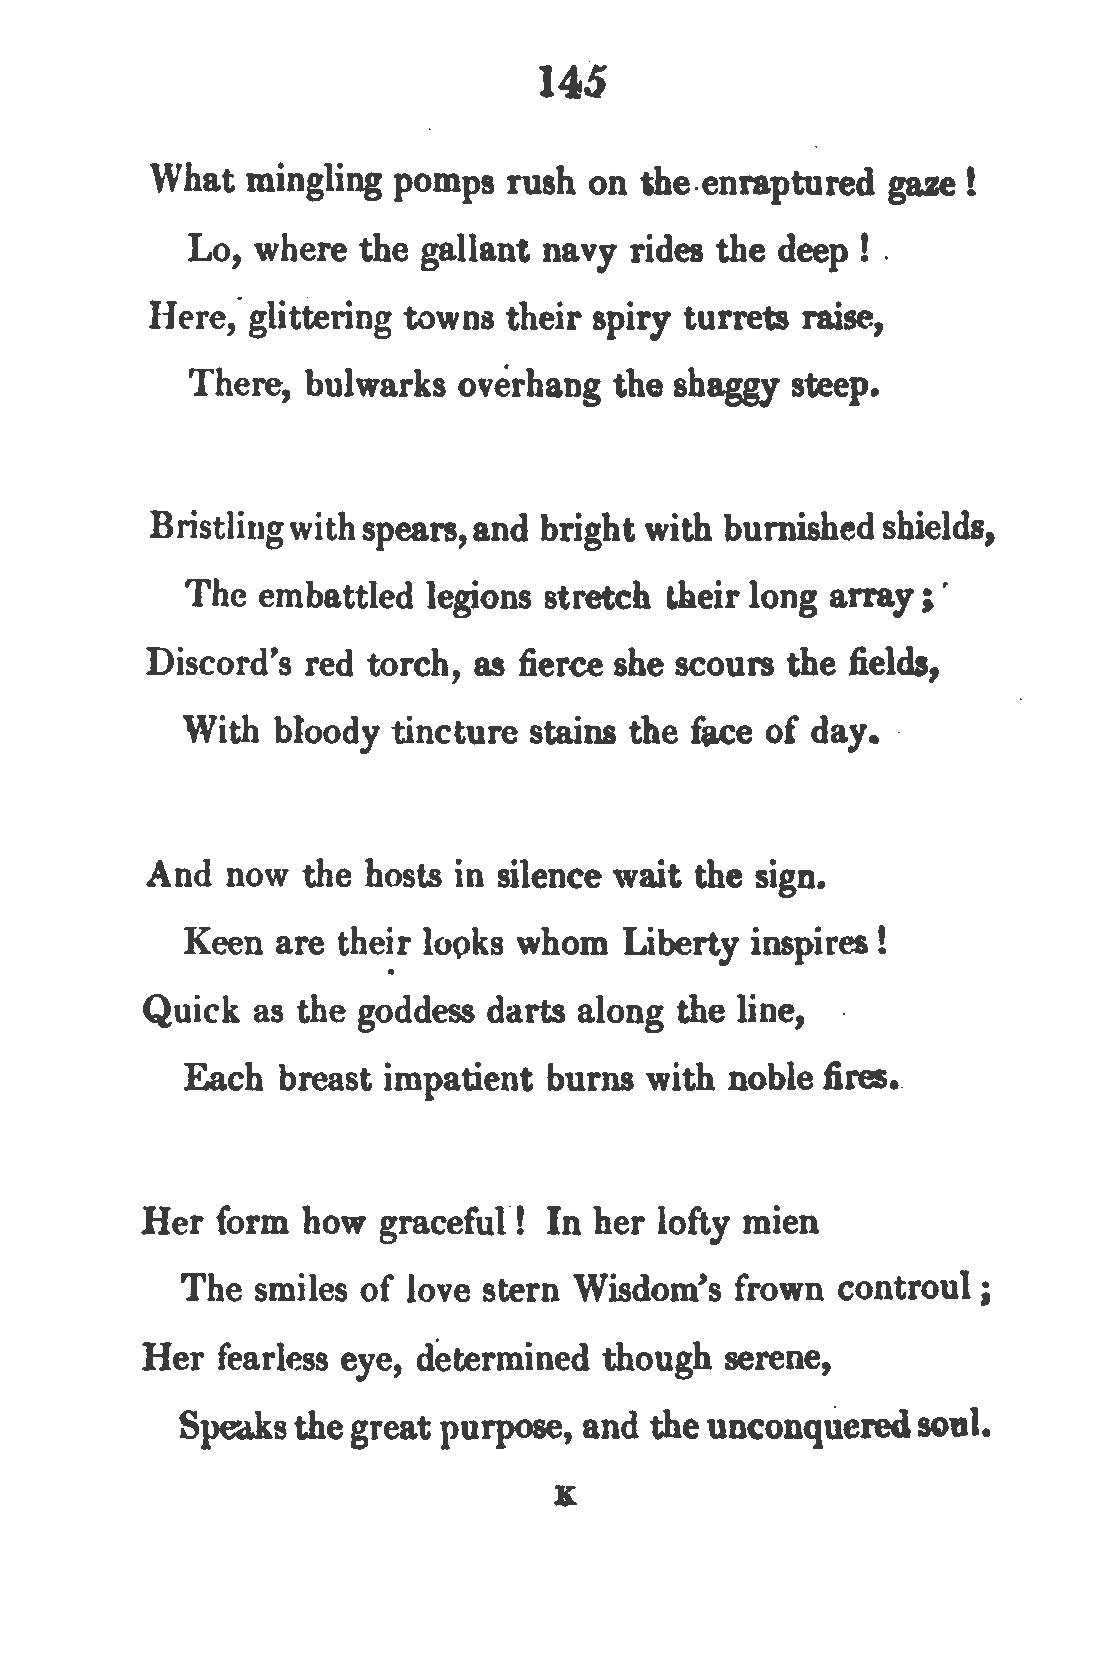 145
What mingling pomps rush on the enraptured gaze !
Lo, where the gallant navy rides the deep !
Here, glittering towns their spiry turrets raise,
There, bulwarks overhang the shaggy steep.
Bristling with spears, and bright with burnished shields,
The embattled legions stretch their long array ;
Discord's red torch, as fierce she scours the fields,
With bloody tincture stains the face of day.
And now the hosts in silence wait the sign.
Keen are their looks whom Liberty inspires !
Quick as the goddess darts along the line,
Each breast impatient burns with noble fires.
Her form how graceful ! In her lofty mien
The smiles of love stern Wisdom's frown controul ;
Her fearless eye, determined though serene,
Speaks the great purpose, and the unconquered soul.
K